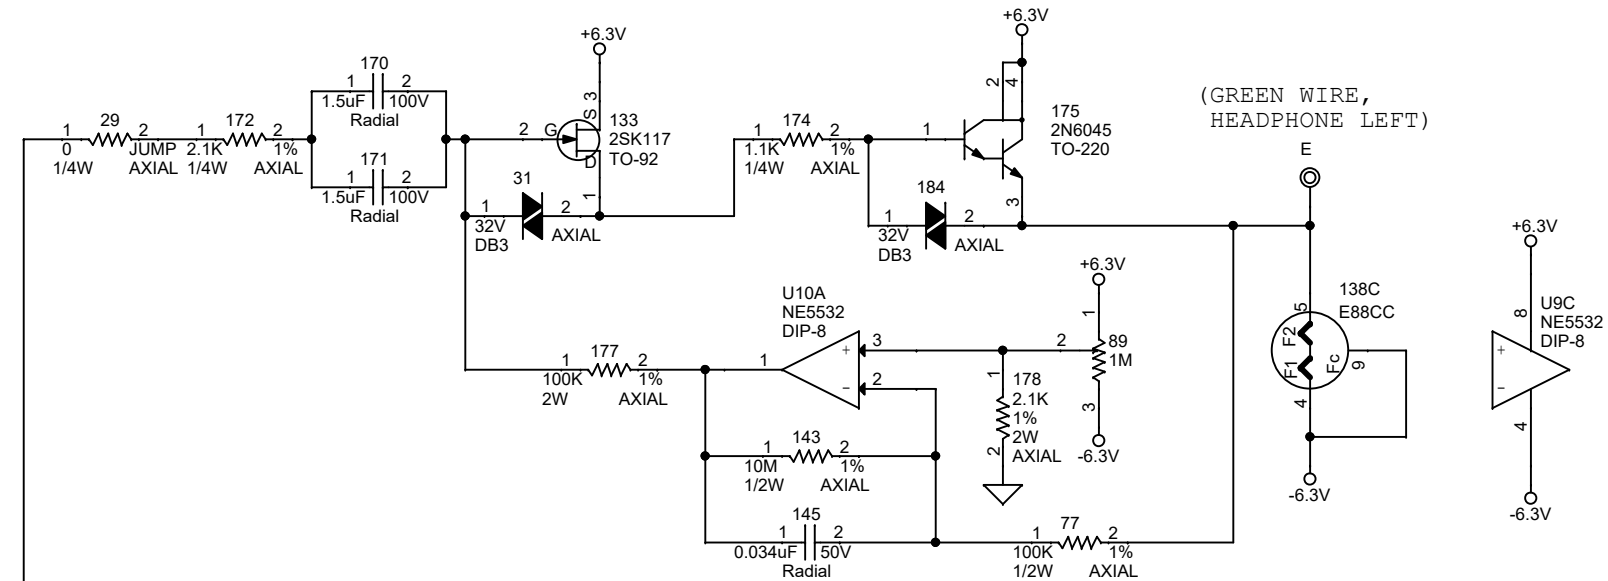 +6.3V
+6.3V
170
1 2
1.5uF 100V
Radial
29
1 2
0 JUMP
1/4W AXIAL
172
1 2
2.1K 1%
1/4W AXIAL
171
1 2
1.5uF 100V
Radial
133
2SK117
TO-92
2 G
S 3
D
1
31
1 2
32V
DB3 AXIAL
174
1 2
1.1K 1%
1/4W AXIAL
175
2N6045
TO-220
1
2 4
3
184
1 2
32V
DB3 AXIAL
(GREEN WIRE,
HEADPHONE LEFT)
E
U10A
NE5532
DIP-8
+ 3
- 2
1
177
1 2
100K 1%
2W AXIAL
+6.3V
1
2 89
1M
3
-6.3V
1
178
2.1K
1%
2W
2 AXIAL
143
1 2
10M 1%
1/2W AXIAL
145
1 2
0.034uF 50V
Radial
77
1 2
100K 1%
1/2W AXIAL
138C
E88CC
5
F2
F1
Fc
9
4
-6.3V
+6.3V
8
U9C
NE5532
DIP-8
+
-
4
-6.3V